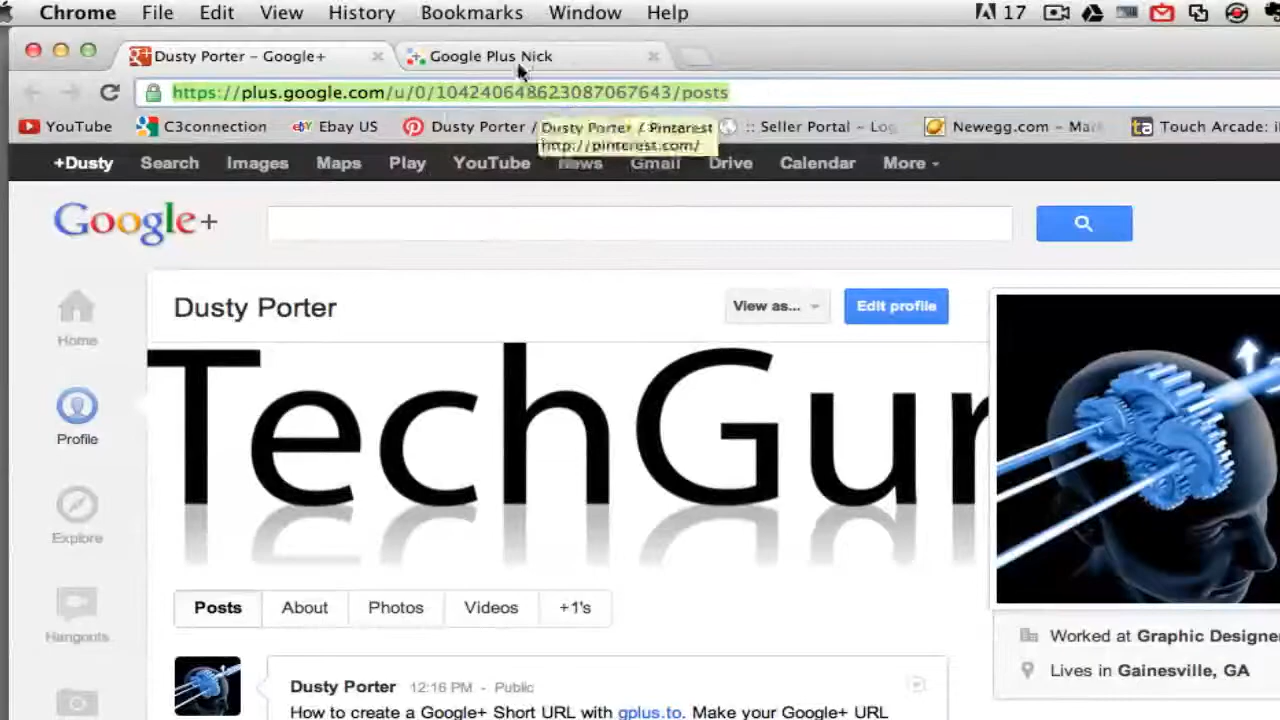 Chrome File Edit View History Bookmarks Window Help 17
Dusty Porter – Google+ Google Plus Nick
https://plus.google.com/u/0/104240648623087067643/posts
YouTube C3connection Ebay US Dusty Porter / :: Seller Portal – Log Newegg.com – Mar Touch Arcade: i
Dusty Porter / Pinterest
http://pinterest.com/
+Dusty Search Images Maps Play YouTube News Gmail Drive Calendar More
Google+
Dusty Porter View as... Edit profile
Home
TechGur
Profile
Explore
Posts About Photos Videos +1's
Hangouts
Worked at Graphic Designe
Lives in Gainesville, GA
Dusty Porter 12:16 PM - Public
How to create a Google+ Short URL with gplus.to. Make your Google+ URL